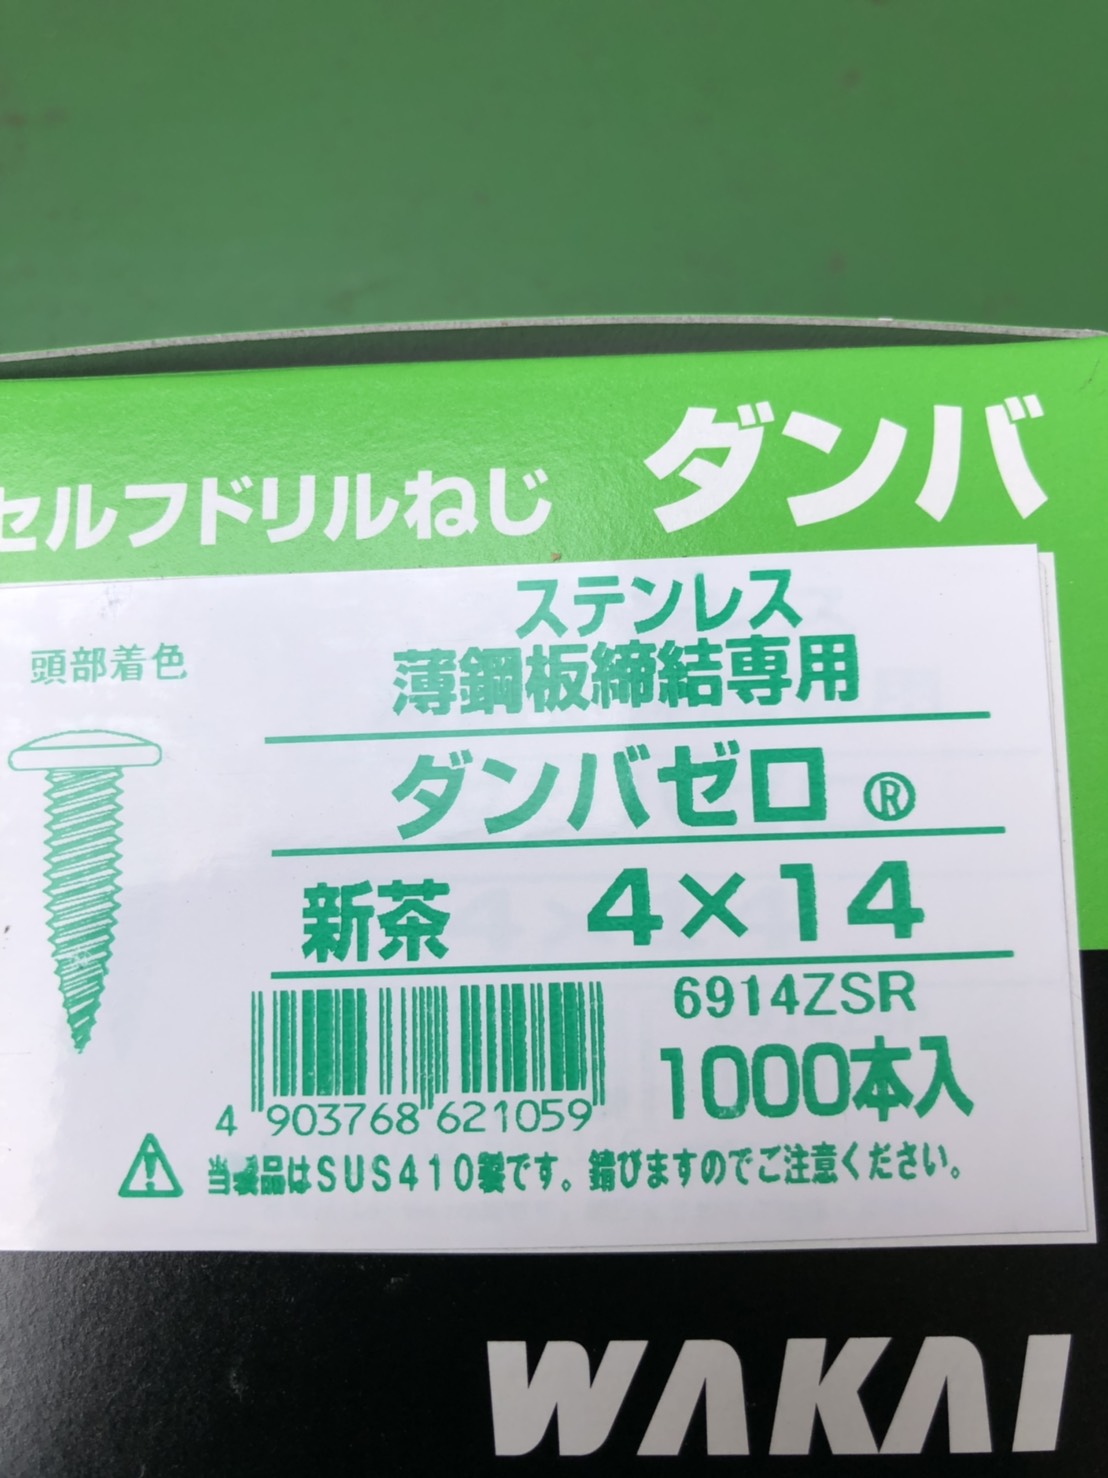 セルフドリルねじ ダンバ
ステンレス
頭部着色
薄鋼板締結専用
ダンバゼロ ®
新茶 4×14
6914ZSR
1000本入
4 903768 621059
当製品はSUS410製です。錆びますのでご注意ください。
WAKAI